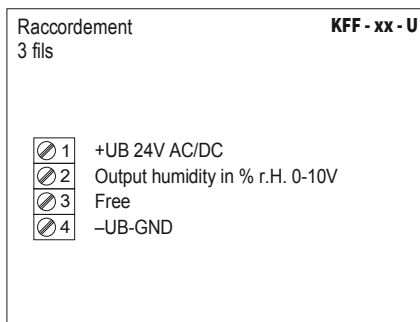 Raccordement KFF - xx - U
3 fils
1 +UB 24V AC/DC
2 Output humidity in % r.H. 0-10V
3 Free
4 –UB-GND